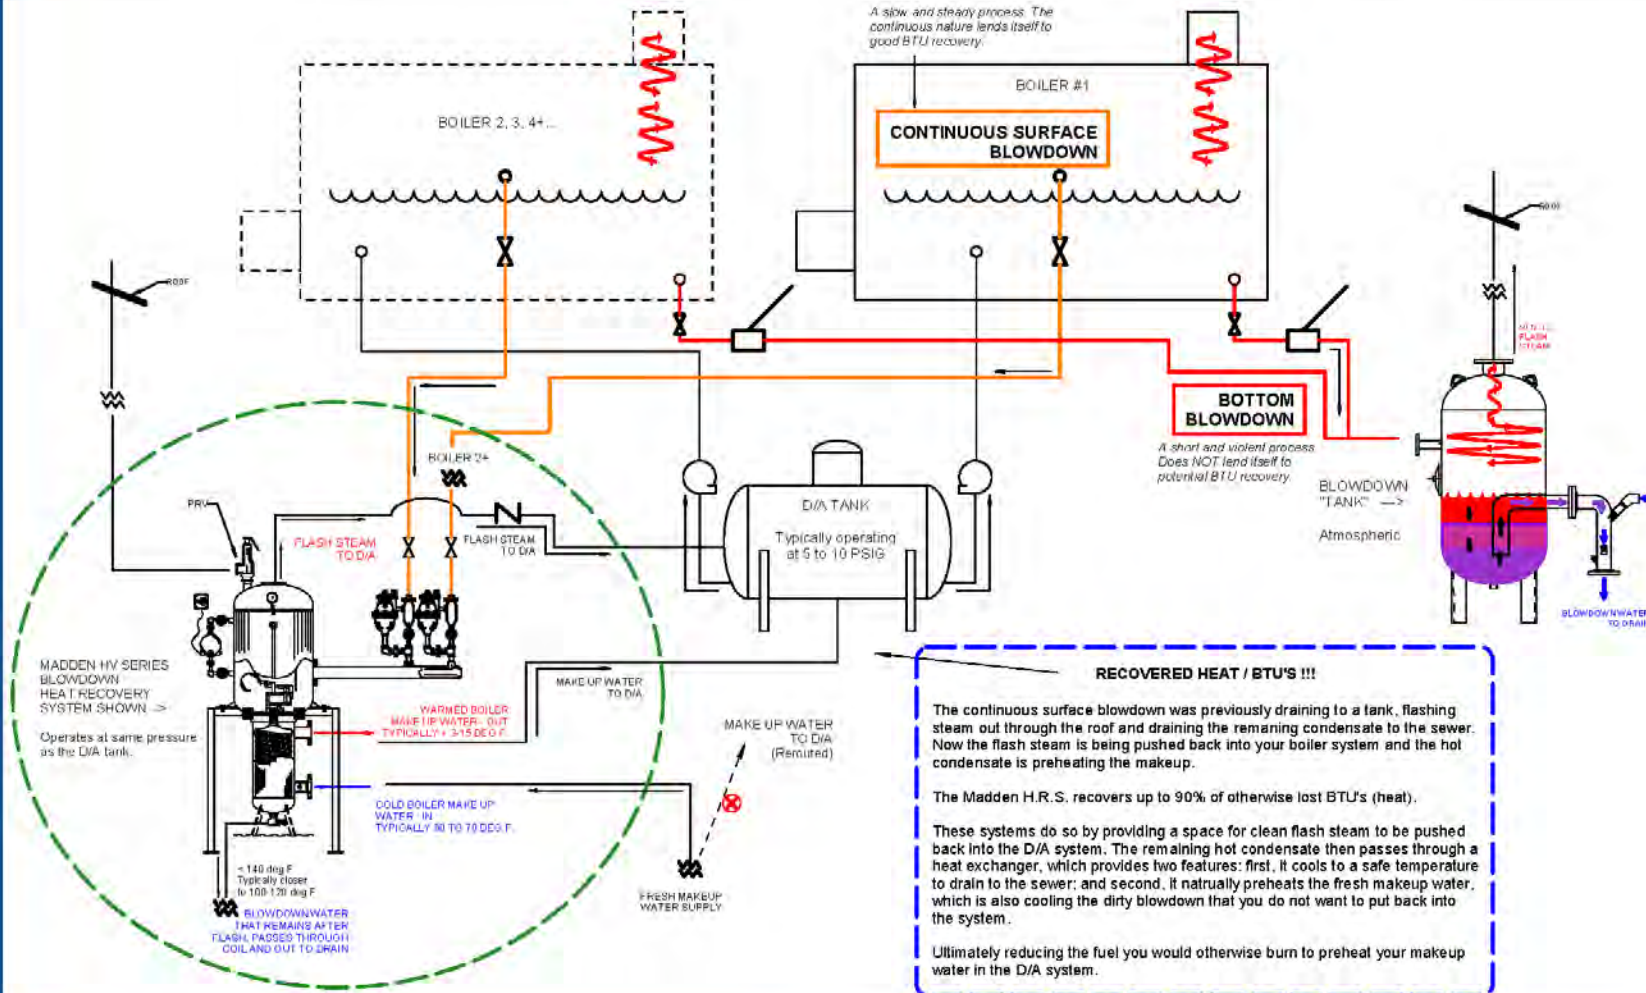 A slow and steady process. The
continuous nature lends itself to
good BTU recovery.
BOILER #1
CONTINUOUS SURFACE
BLOWDOWN
BOILER 2, 3, 4+...
ROOF
ROOF
FLASH
STEAM
BOTTOM
BLOWDOWN
A short and violent process.
Does NOT lend itself to
potential BTU recovery.
BLOWDOWN
"TANK" -->
Atmospheric
BLOWDOWN WATER
TO DRAIN
BOILER 2+
PRV
FLASH STEAM
TO D/A
FLASH STEAM
TO D/A
D/A TANK
Typically operating
at 5 to 10 PSIG
MADDEN HV SERIES
BLOWDOWN
HEAT RECOVERY
SYSTEM SHOWN ->
Operates at same pressure
as the D/A tank.
MAKE UP WATER
TO D/A
WARMED BOILER
MAKE UP WATER - OUT
TYPICALLY + 3-15 DEG F.
MAKE UP WATER
TO D/A
(Rerouted)
COLD BOILER MAKE UP
WATER - IN
TYPICALLY 50 TO 70 DEG F.
FRESH MAKEUP
WATER SUPPLY
< 140 deg F
Typically closer
to 100-120 deg F
BLOWDOWN WATER
THAT REMAINS AFTER
FLASH, PASSES THROUGH
COIL AND OUT TO DRAIN
RECOVERED HEAT / BTU'S !!!
The continuous surface blowdown was previously draining to a tank, flashing
steam out through the roof and draining the remaning condensate to the sewer.
Now the flash steam is being pushed back into your boiler system and the hot
condensate is preheating the makeup.
The Madden H.R.S. recovers up to 90% of otherwise lost BTU's (heat).
These systems do so by providing a space for clean flash steam to be pushed
back into the D/A system. The remaining hot condensate then passes through a
heat exchanger, which provides two features: first, it cools to a safe temperature
to drain to the sewer; and second, it natrually preheats the fresh makeup water,
which is also cooling the dirty blowdown that you do not want to put back into
the system.
Ultimately reducing the fuel you would otherwise burn to preheat your makeup
water in the D/A system.